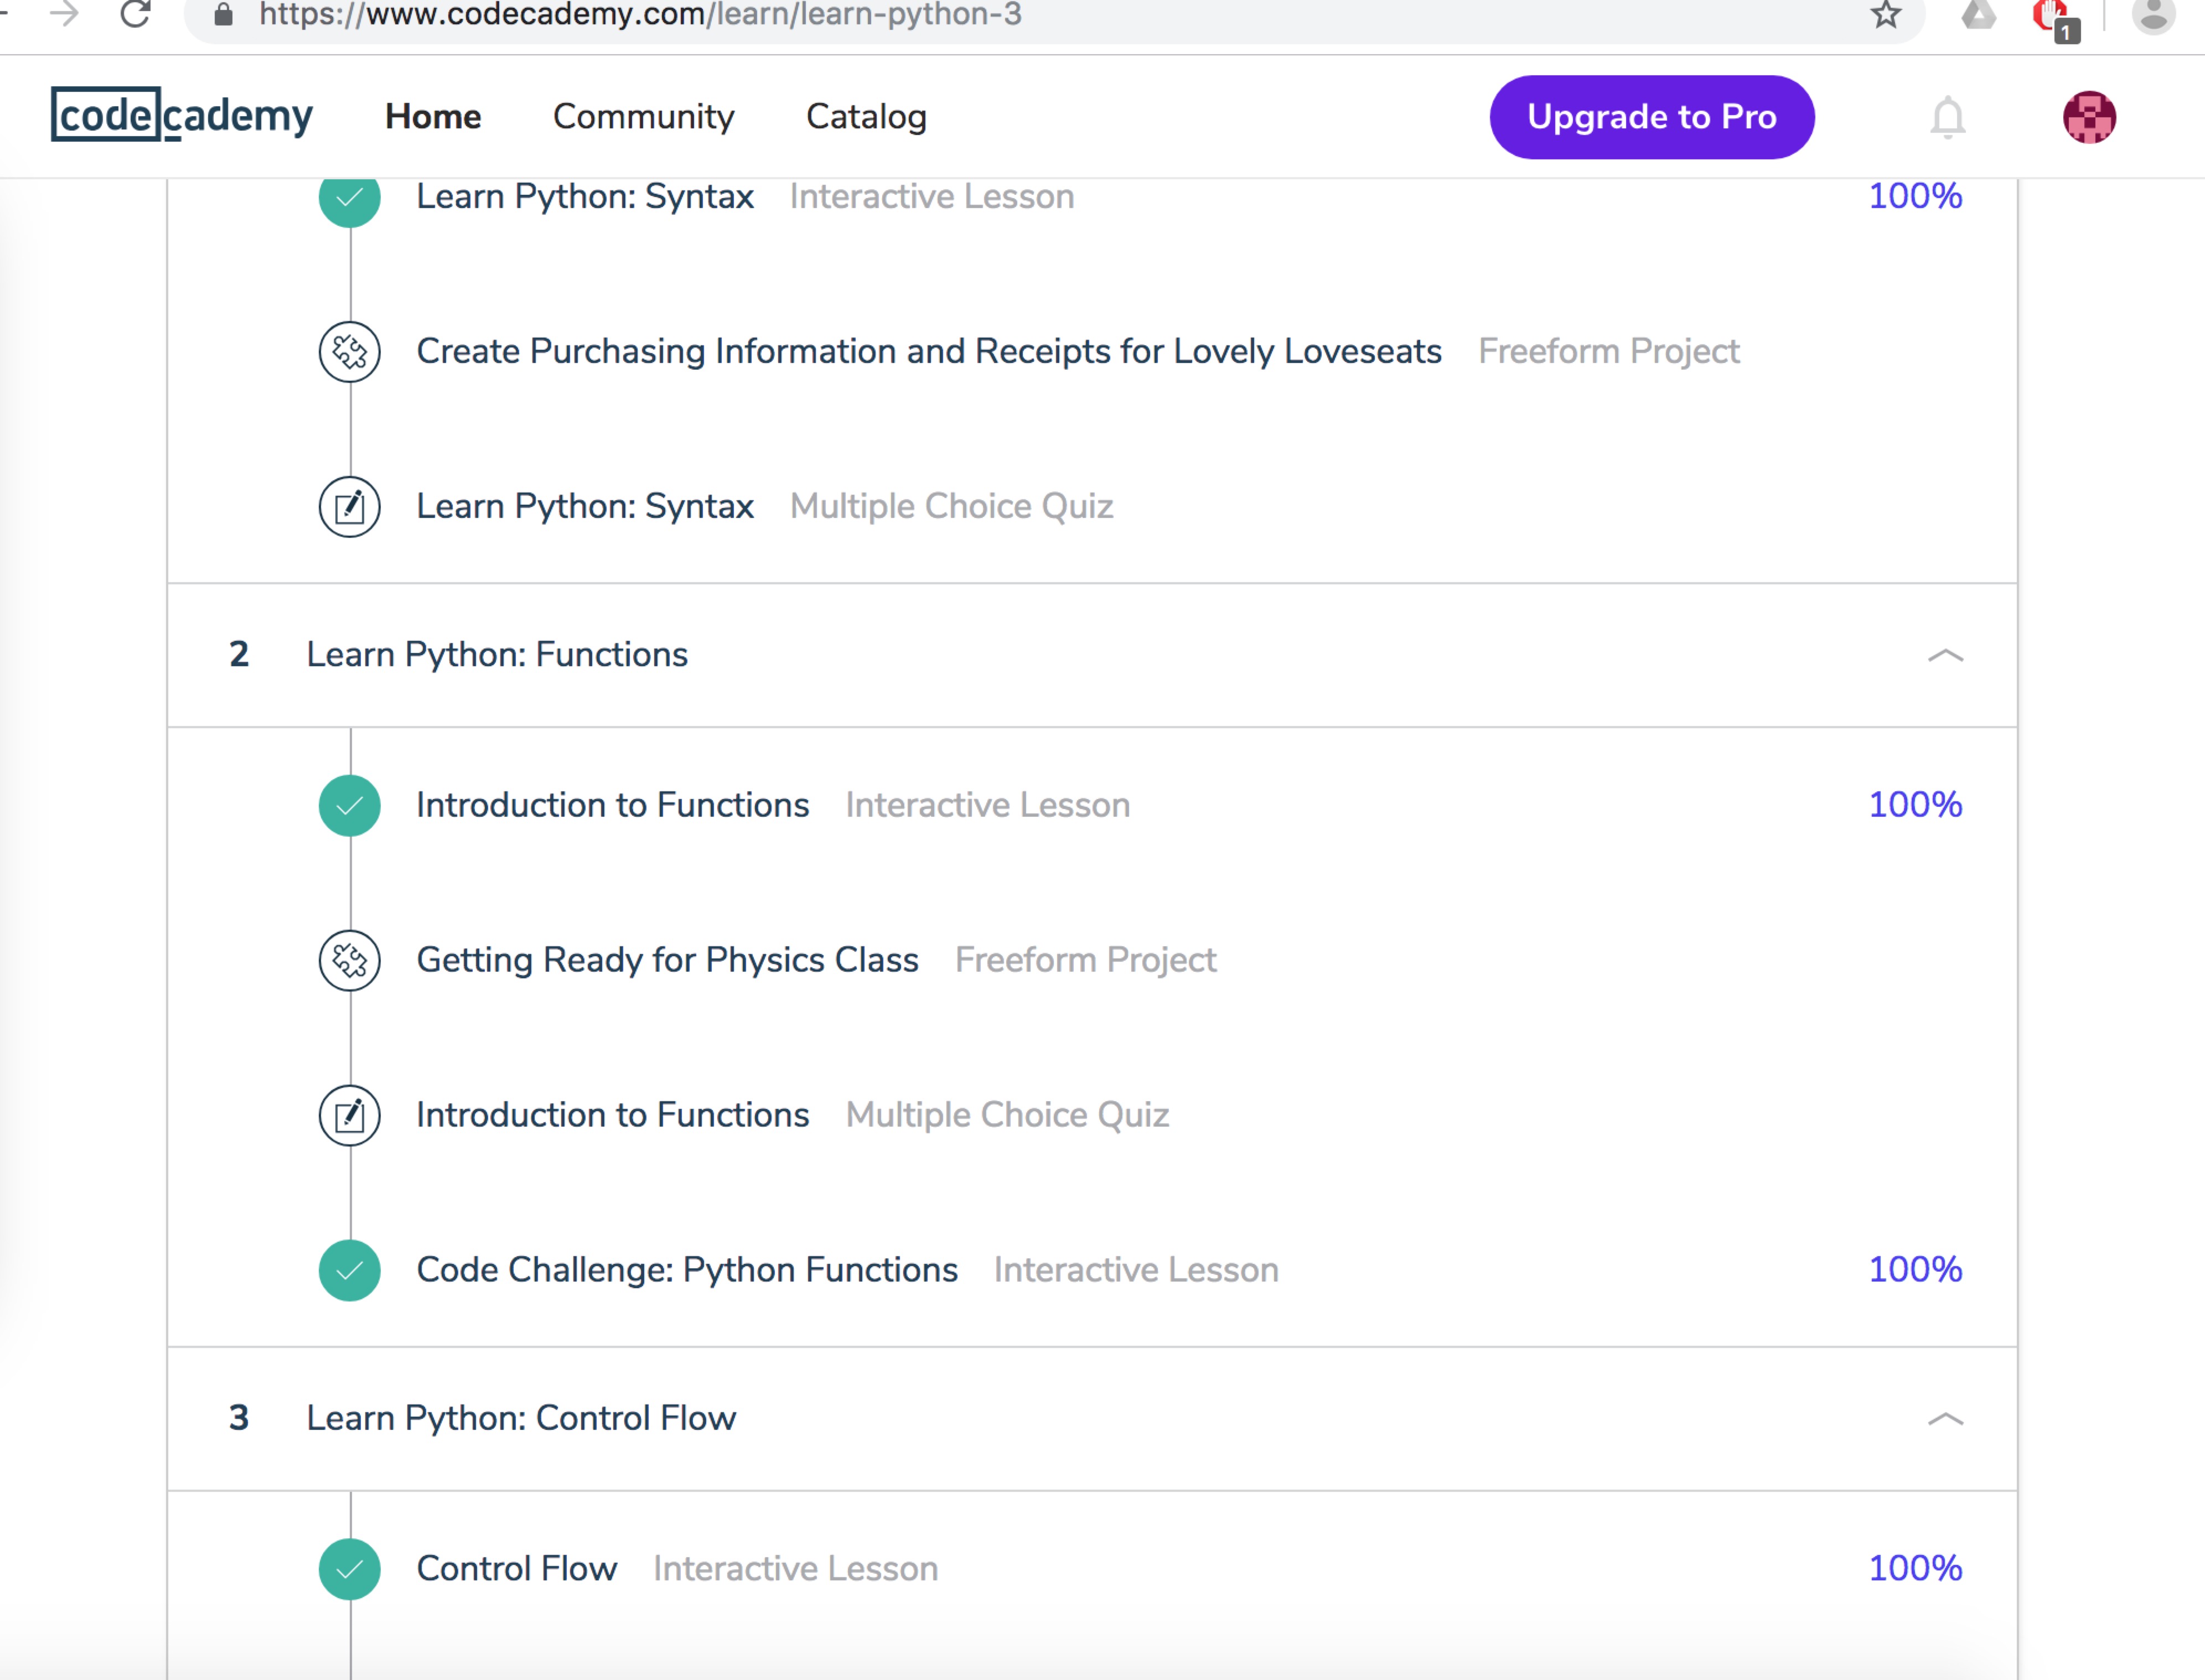 https://www.codecademy.com/learn/learn-python-3
1
codecademy Home Community Catalog Upgrade to Pro
Learn Python: Syntax Interactive Lesson 100%
Create Purchasing Information and Receipts for Lovely Loveseats Freeform Project
Learn Python: Syntax Multiple Choice Quiz
2 Learn Python: Functions
Introduction to Functions Interactive Lesson 100%
Getting Ready for Physics Class Freeform Project
Introduction to Functions Multiple Choice Quiz
Code Challenge: Python Functions Interactive Lesson 100%
3 Learn Python: Control Flow
Control Flow Interactive Lesson 100%